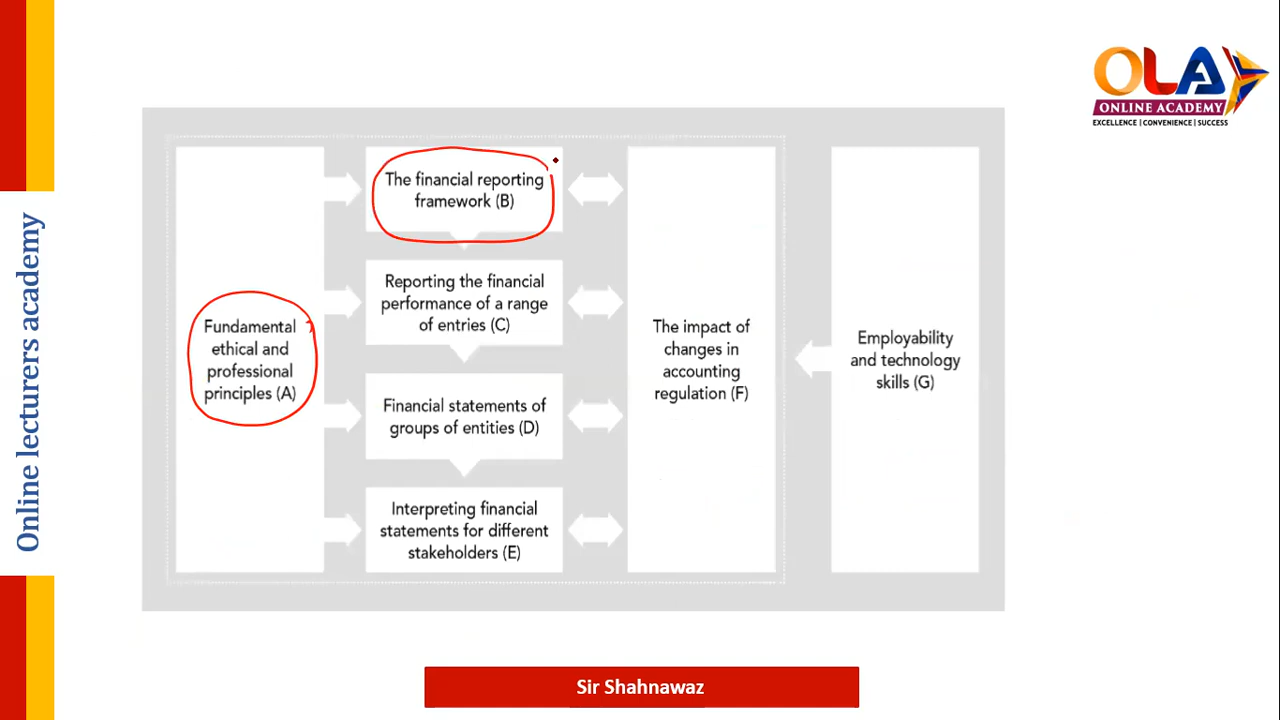 Online lecturers academy
OLA
ONLINE ACADEMY
EXCELLENCE | CONVENIENCE | SUCCESS
Fundamental
ethical and
professional
principles (A)
The financial reporting
framework (B)
Reporting the financial
performance of a range
of entries (C)
Financial statements of
groups of entities (D)
Interpreting financial
statements for different
stakeholders (E)
The impact of
changes in
accounting
regulation (F)
Employability
and technology
skills (G)
Sir Shahnawaz